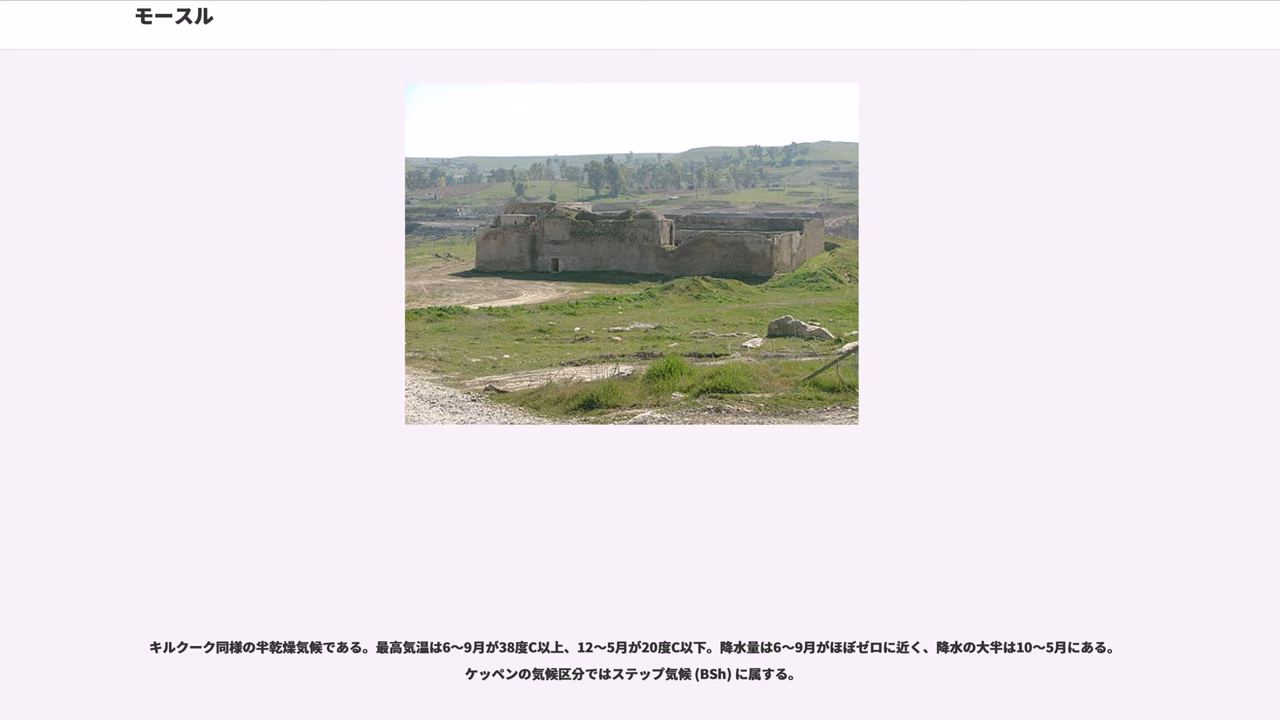 モースル
キルクーク同様の半乾燥気候である。最高気温は6〜9月が38度C以上、12〜5月が20度C以下。降水量は6〜9月がほぼゼロに近く、降水の大半は10〜5月にある。
ケッペンの気候区分ではステップ気候 (BSh) に属する。